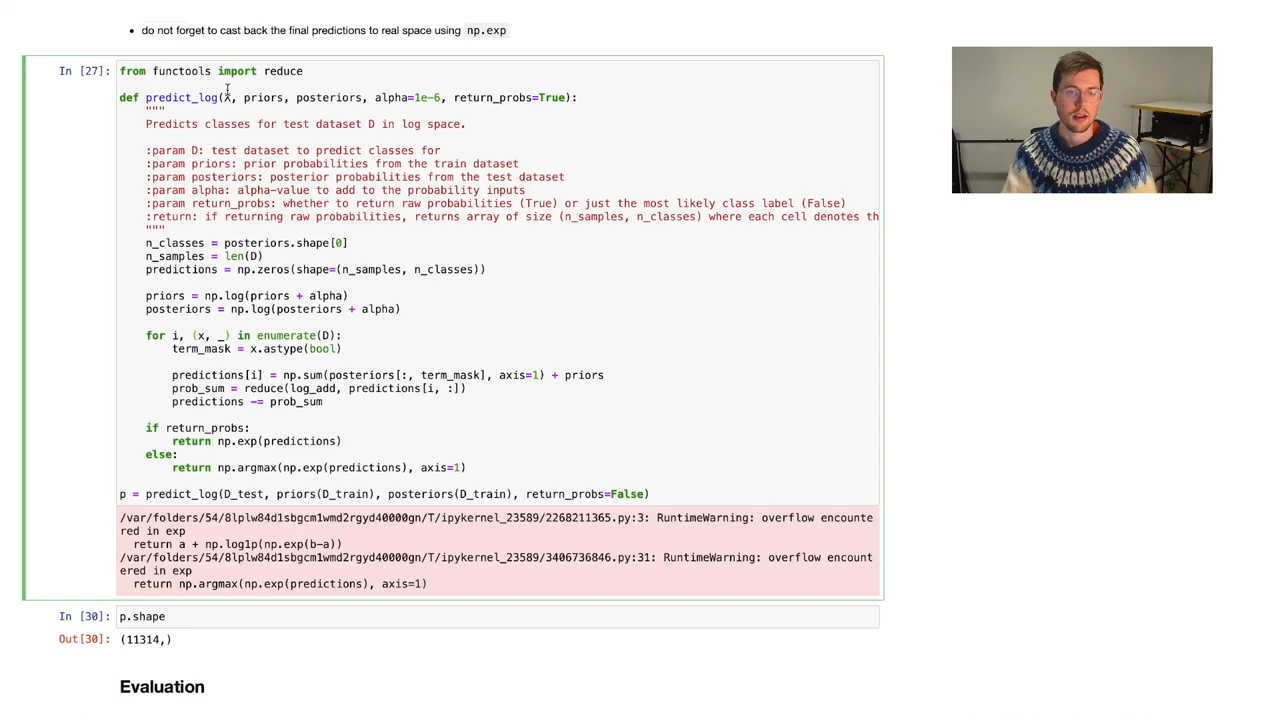 do not forget to cast back the final predictions to real space using np.exp
In [27]: from functools import reduce
def predict_log(X, priors, posteriors, alpha=1e-6, return_probs=True):
"""
Predicts classes for test dataset D in log space.
:param D: test dataset to predict classes for
:param priors: prior probabilities from the train dataset
:param posteriors: posterior probabilities from the test dataset
:param alpha: alpha-value to add to the probability inputs
:param return_probs: whether to return raw probabilities (True) or just the most likely class label (False)
:return: if returning raw probabilities, returns array of size (n_samples, n_classes) where each cell denotes th
"""
n_classes = posteriors.shape[0]
n_samples = len(D)
predictions = np.zeros(shape=(n_samples, n_classes))
priors = np.log(priors + alpha)
posteriors = np.log(posteriors + alpha)
for i, (x, _) in enumerate(D):
term_mask = x.astype(bool)
predictions[i] = np.sum(posteriors[:, term_mask], axis=1) + priors
prob_sum = reduce(log_add, predictions[i, :])
predictions -= prob_sum
if return_probs:
return np.exp(predictions)
else:
return np.argmax(np.exp(predictions), axis=1)
p = predict_log(D_test, priors(D_train), posteriors(D_train), return_probs=False)
/var/folders/54/8lplw84d1sbgcm1wmd2rgyd40000gn/T/ipykernel_23589/2268211365.py:3: RuntimeWarning: overflow encounte
red in exp
return a + np.log1p(np.exp(b-a))
/var/folders/54/8lplw84d1sbgcm1wmd2rgyd40000gn/T/ipykernel_23589/3406736846.py:31: RuntimeWarning: overflow encount
ered in exp
return np.argmax(np.exp(predictions), axis=1)
In [30]: p.shape
Out[30]: (11314,)
Evaluation